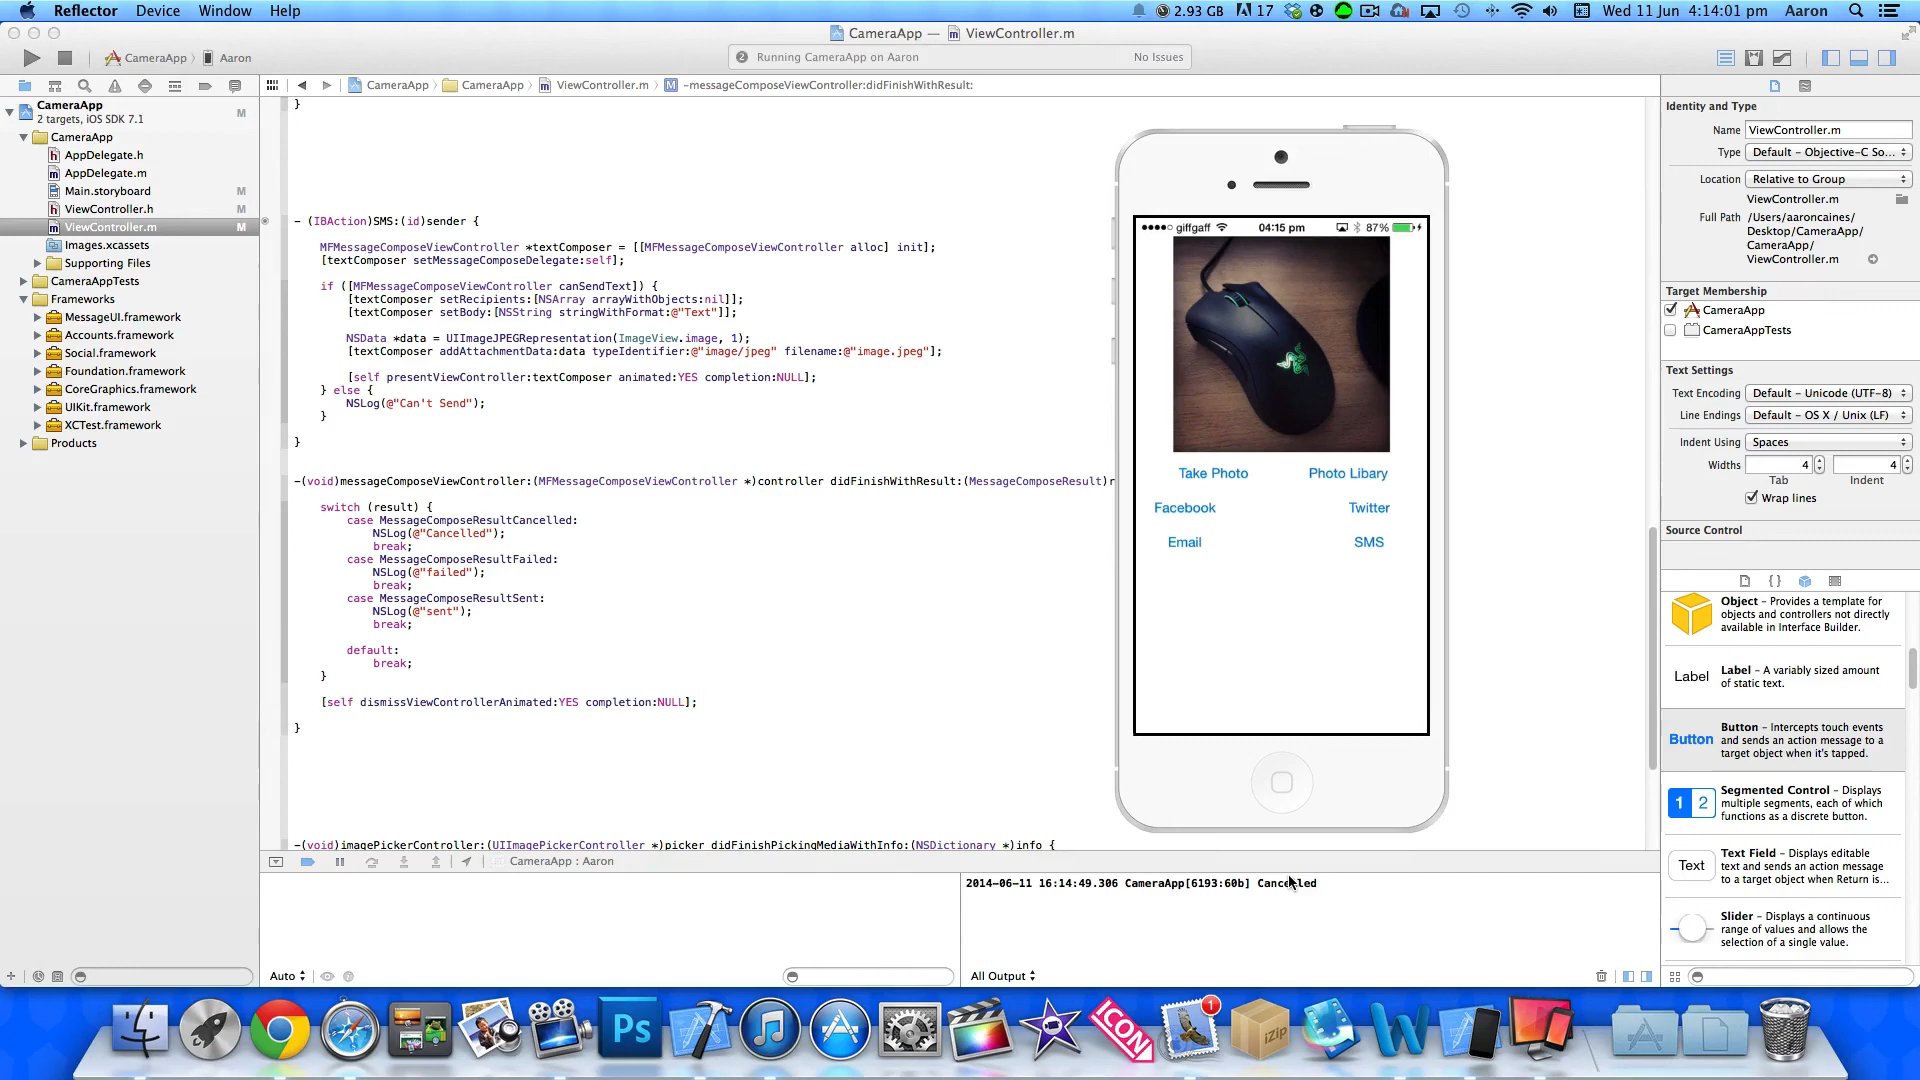 Reflector Device Window Help
2.93 GB 17 Wed 11 Jun 4:14:01 pm Aaron
CameraApp — ViewController.m
CameraApp Aaron
2 Running CameraApp on Aaron No Issues
CameraApp CameraApp ViewController.m M -messageComposeViewController:didFinishWithResult:
CameraApp M
2 targets, iOS SDK 7.1
CameraApp
h AppDelegate.h
m AppDelegate.m
Main.storyboard M
h ViewController.h M
m ViewController.m M
Images.xcassets
Supporting Files
CameraAppTests
Frameworks
MessageUI.framework
Accounts.framework
Social.framework
Foundation.framework
CoreGraphics.framework
UIKit.framework
XCTest.framework
Products
}
- (IBAction)SMS:(id)sender {
MFMessageComposeViewController *textComposer = [[MFMessageComposeViewController alloc] init];
[textComposer setMessageComposeDelegate:self];
if ([MFMessageComposeViewController canSendText]) {
[textComposer setRecipients:[NSArray arrayWithObjects:nil]];
[textComposer setBody:[NSString stringWithFormat:@"Text"]];
NSData *data = UIImageJPEGRepresentation(ImageView.image, 1);
[textComposer addAttachmentData:data typeIdentifier:@"image/jpeg" filename:@"image.jpeg"];
[self presentViewController:textComposer animated:YES completion:NULL];
} else {
NSLog(@"Can't Send");
}
}
-(void)messageComposeViewController:(MFMessageComposeViewController *)controller didFinishWithResult:(MessageComposeResult)r
switch (result) {
case MessageComposeResultCancelled:
NSLog(@"Cancelled");
break;
case MessageComposeResultFailed:
NSLog(@"failed");
break;
case MessageComposeResultSent:
NSLog(@"sent");
break;
default:
break;
}
[self dismissViewControllerAnimated:YES completion:NULL];
}
-(void)imagePickerController:(UIImagePickerController *)picker didFinishPickingMediaWithInfo:(NSDictionary *)info {
giffgaff 04:15 pm 87%
Take Photo Photo Libary
Facebook Twitter
Email SMS
CameraApp : Aaron
2014-06-11 16:14:49.306 CameraApp[6193:60b] Cancelled
Auto
All Output
Identity and Type
Name ViewController.m
Type Default - Objective-C So...
Location Relative to Group
ViewController.m
Full Path /Users/aaroncaines/
Desktop/CameraApp/
CameraApp/
ViewController.m
Target Membership
CameraApp
CameraAppTests
Text Settings
Text Encoding Default - Unicode (UTF-8)
Line Endings Default - OS X / Unix (LF)
Indent Using Spaces
Widths 4 4
Tab Indent
Wrap lines
Source Control
{ }
Object - Provides a template for
objects and controllers not directly
available in Interface Builder.
Label Label - A variably sized amount
of static text.
Button Button - Intercepts touch events
and sends an action message to a
target object when it's tapped.
1 2 Segmented Control - Displays
multiple segments, each of which
functions as a discrete button.
Text Text Field - Displays editable
text and sends an action message
to a target object when Return is...
Slider - Displays a continuous
range of values and allows the
selection of a single value.
Ps ICON 1 iZip W